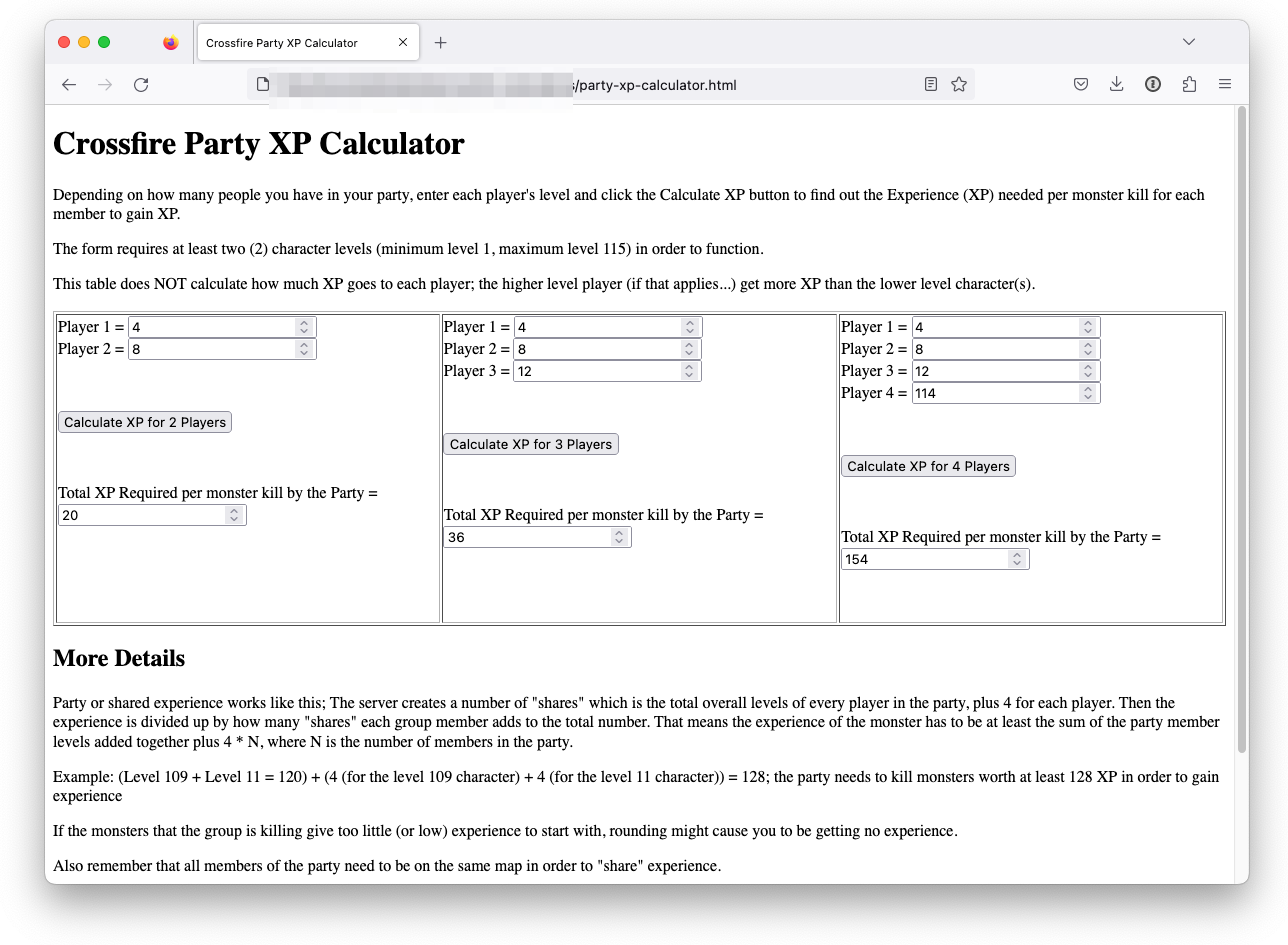 Crossfire Party XP Calculator
/party-xp-calculator.html
Crossfire Party XP Calculator
Depending on how many people you have in your party, enter each player's level and click the Calculate XP button to find out the Experience (XP) needed per monster kill for each
member to gain XP.
The form requires at least two (2) character levels (minimum level 1, maximum level 115) in order to function.
This table does NOT calculate how much XP goes to each player; the higher level player (if that applies...) get more XP than the lower level character(s).
Player 1 = 4
Player 2 = 8
Calculate XP for 2 Players
Total XP Required per monster kill by the Party =
20
Player 1 = 4
Player 2 = 8
Player 3 = 12
Calculate XP for 3 Players
Total XP Required per monster kill by the Party =
36
Player 1 = 4
Player 2 = 8
Player 3 = 12
Player 4 = 114
Calculate XP for 4 Players
Total XP Required per monster kill by the Party =
154
More Details
Party or shared experience works like this; The server creates a number of "shares" which is the total overall levels of every player in the party, plus 4 for each player. Then the
experience is divided up by how many "shares" each group member adds to the total number. That means the experience of the monster has to be at least the sum of the party member
levels added together plus 4 * N, where N is the number of members in the party.
Example: (Level 109 + Level 11 = 120) + (4 (for the level 109 character) + 4 (for the level 11 character)) = 128; the party needs to kill monsters worth at least 128 XP in order to gain
experience
If the monsters that the group is killing give too little (or low) experience to start with, rounding might cause you to be getting no experience.
Also remember that all members of the party need to be on the same map in order to "share" experience.